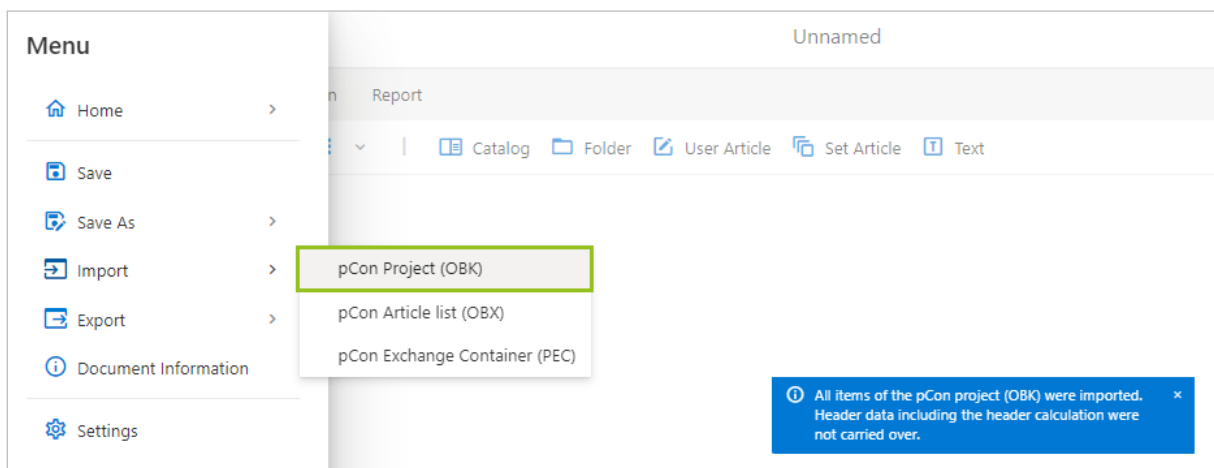 Menu
Unnamed
Home
n Report
Catalog Folder User Article Set Article Text
Save
Save As
Import
pCon Project (OBK)
pCon Article list (OBX)
Export
pCon Exchange Container (PEC)
Document Information
All items of the pCon project (OBK) were imported.
Header data including the header calculation were
not carried over.
Settings